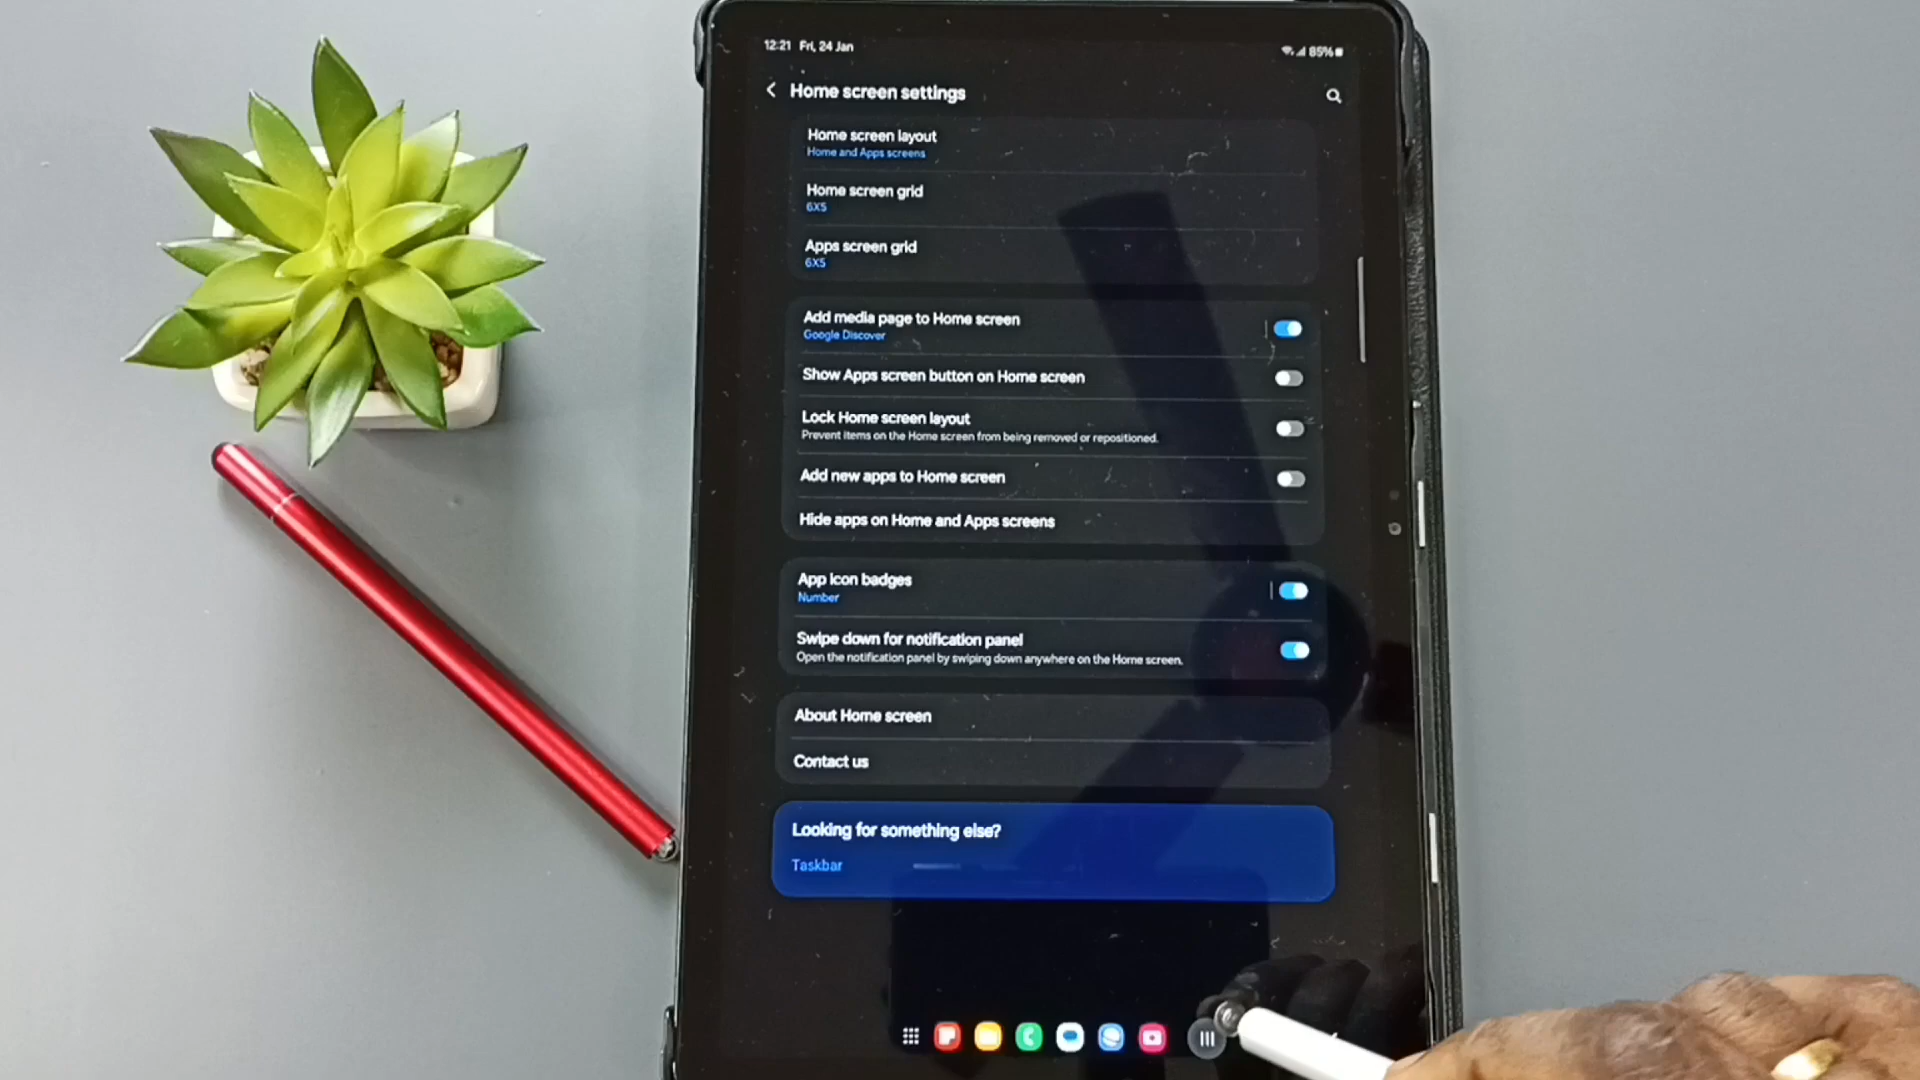 12:21 Fri, 24 Jan
85%
Home screen settings
Home screen layout
Home and Apps screens
Home screen grid
6X5
Apps screen grid
6X5
Add media page to Home screen
Google Discover
Show Apps screen button on Home screen
Lock Home screen layout
Prevent items on the Home screen from being removed or repositioned.
Add new apps to Home screen
Hide apps on Home and Apps screens
App icon badges
Number
Swipe down for notification panel
Open the notification panel by swiping down anywhere on the Home screen.
About Home screen
Contact us
Looking for something else?
Taskbar